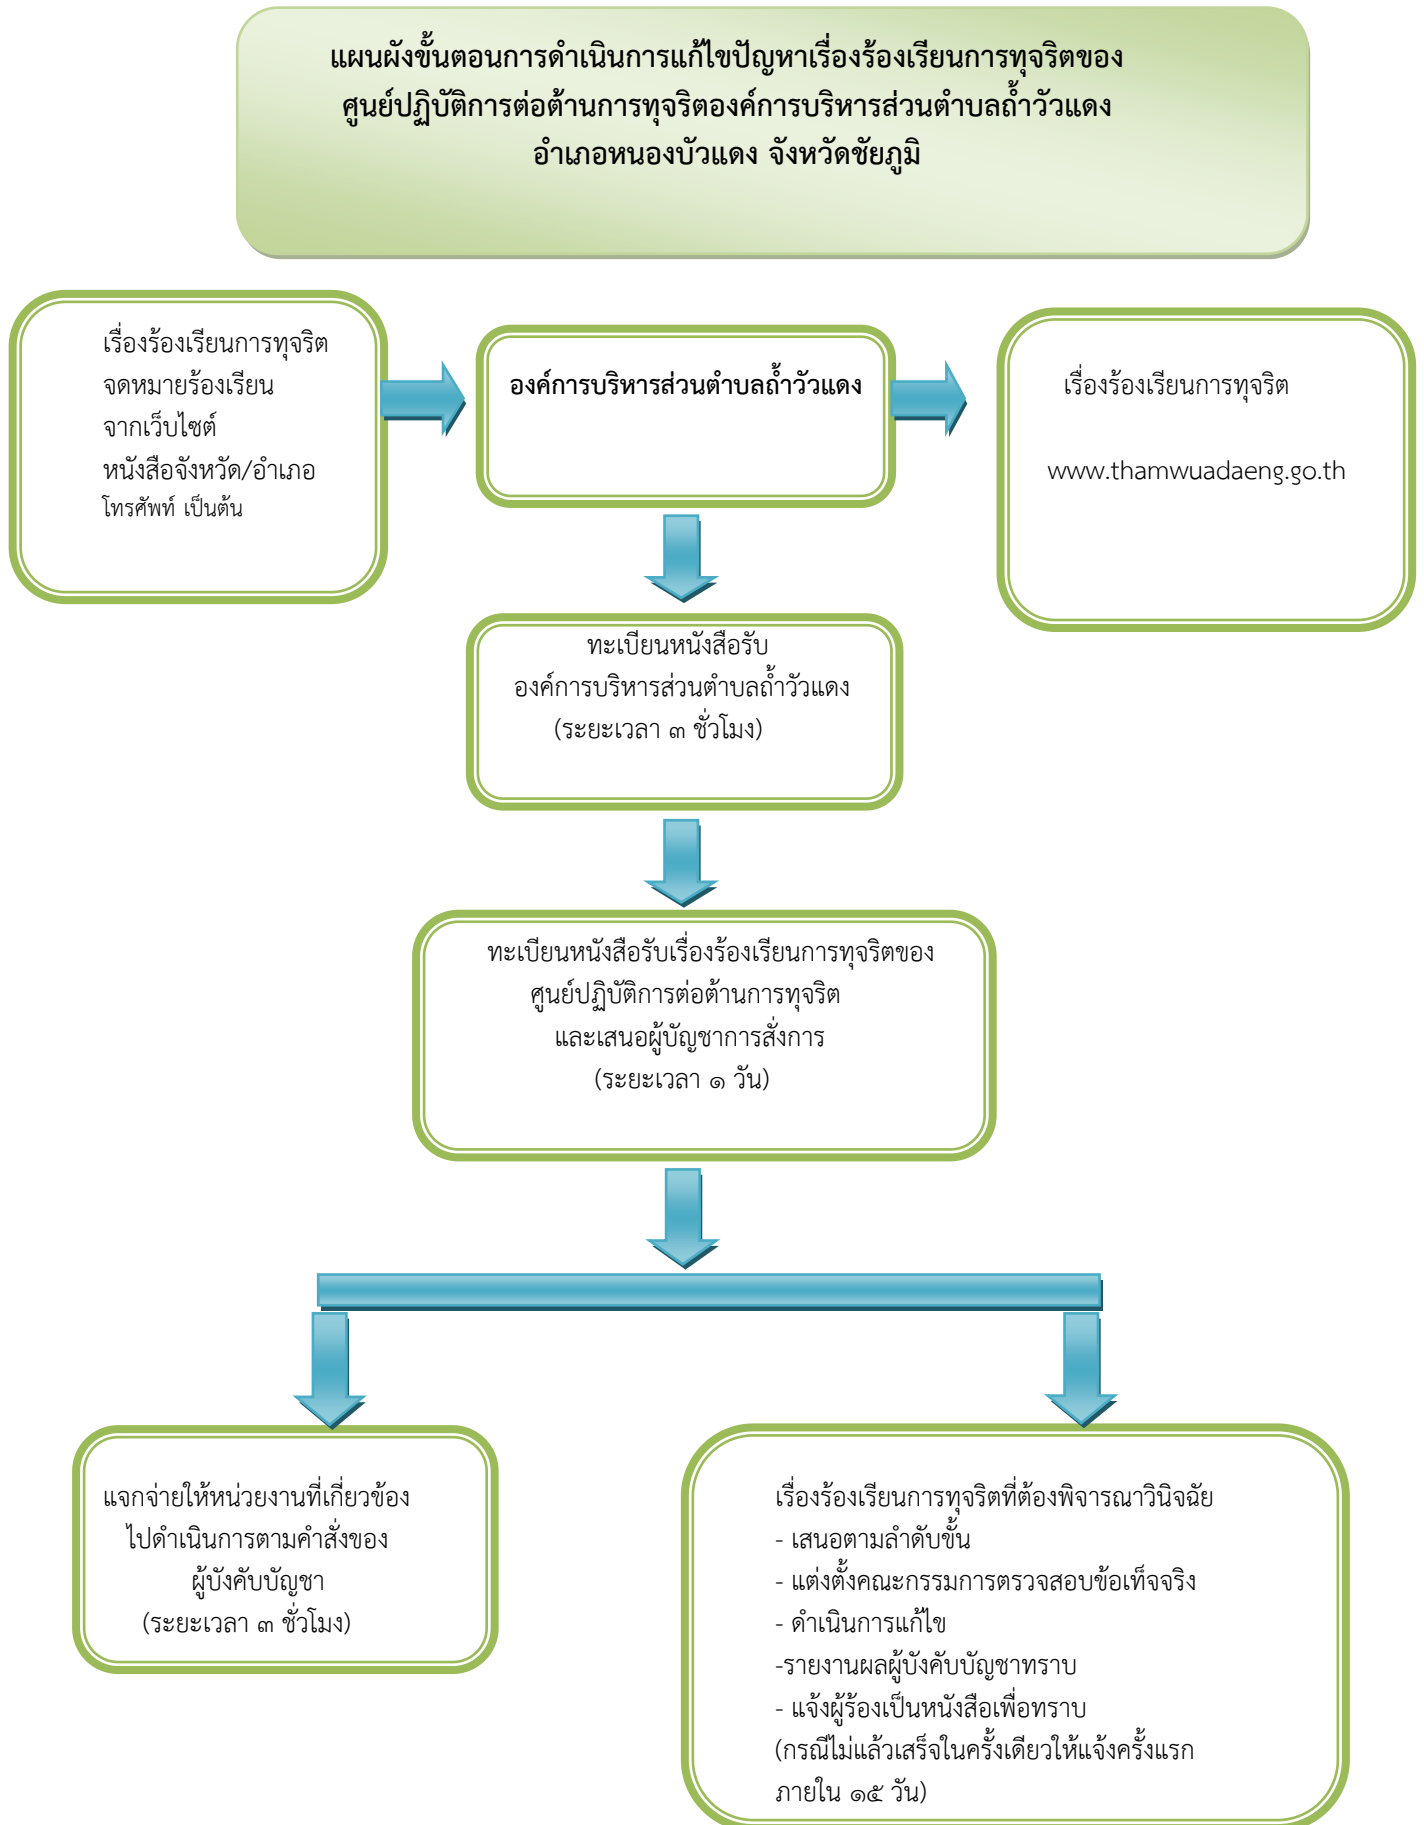 แผนผังขั้นตอนการดำเนินการแก้ไขปัญหาเรื่องร้องเรียนการทุจริตของ
ศูนย์ปฏิบัติการต่อต้านการทุจริตองค์การบริหารส่วนตำบลถ้ำวัวแดง
อำเภอหนองบัวแดง จังหวัดชัยภูมิ
เรื่องร้องเรียนการทุจริต
จดหมายร้องเรียน
จากเว็บไซต์
หนังสือจังหวัด/อำเภอ
โทรศัพท์ เป็นต้น
องค์การบริหารส่วนตำบลถ้ำวัวแดง
เรื่องร้องเรียนการทุจริต
www.thamwuadaeng.go.th
ทะเบียนหนังสือรับ
องค์การบริหารส่วนตำบลถ้ำวัวแดง
(ระยะเวลา ๓ ชั่วโมง)
ทะเบียนหนังสือรับเรื่องร้องเรียนการทุจริตของ
ศูนย์ปฏิบัติการต่อต้านการทุจริต
และเสนอผู้บัญชาการสั่งการ
(ระยะเวลา ๑ วัน)
แจกจ่ายให้หน่วยงานที่เกี่ยวข้อง
ไปดำเนินการตามคำสั่งของ
ผู้บังคับบัญชา
(ระยะเวลา ๓ ชั่วโมง)
เรื่องร้องเรียนการทุจริตที่ต้องพิจารณาวินิจฉัย
- เสนอตามลำดับขั้น
- แต่งตั้งคณะกรรมการตรวจสอบข้อเท็จจริง
- ดำเนินการแก้ไข
-รายงานผลผู้บังคับบัญชาทราบ
- แจ้งผู้ร้องเป็นหนังสือเพื่อทราบ
(กรณีไม่แล้วเสร็จในครั้งเดียวให้แจ้งครั้งแรก
ภายใน ๑๕ วัน)